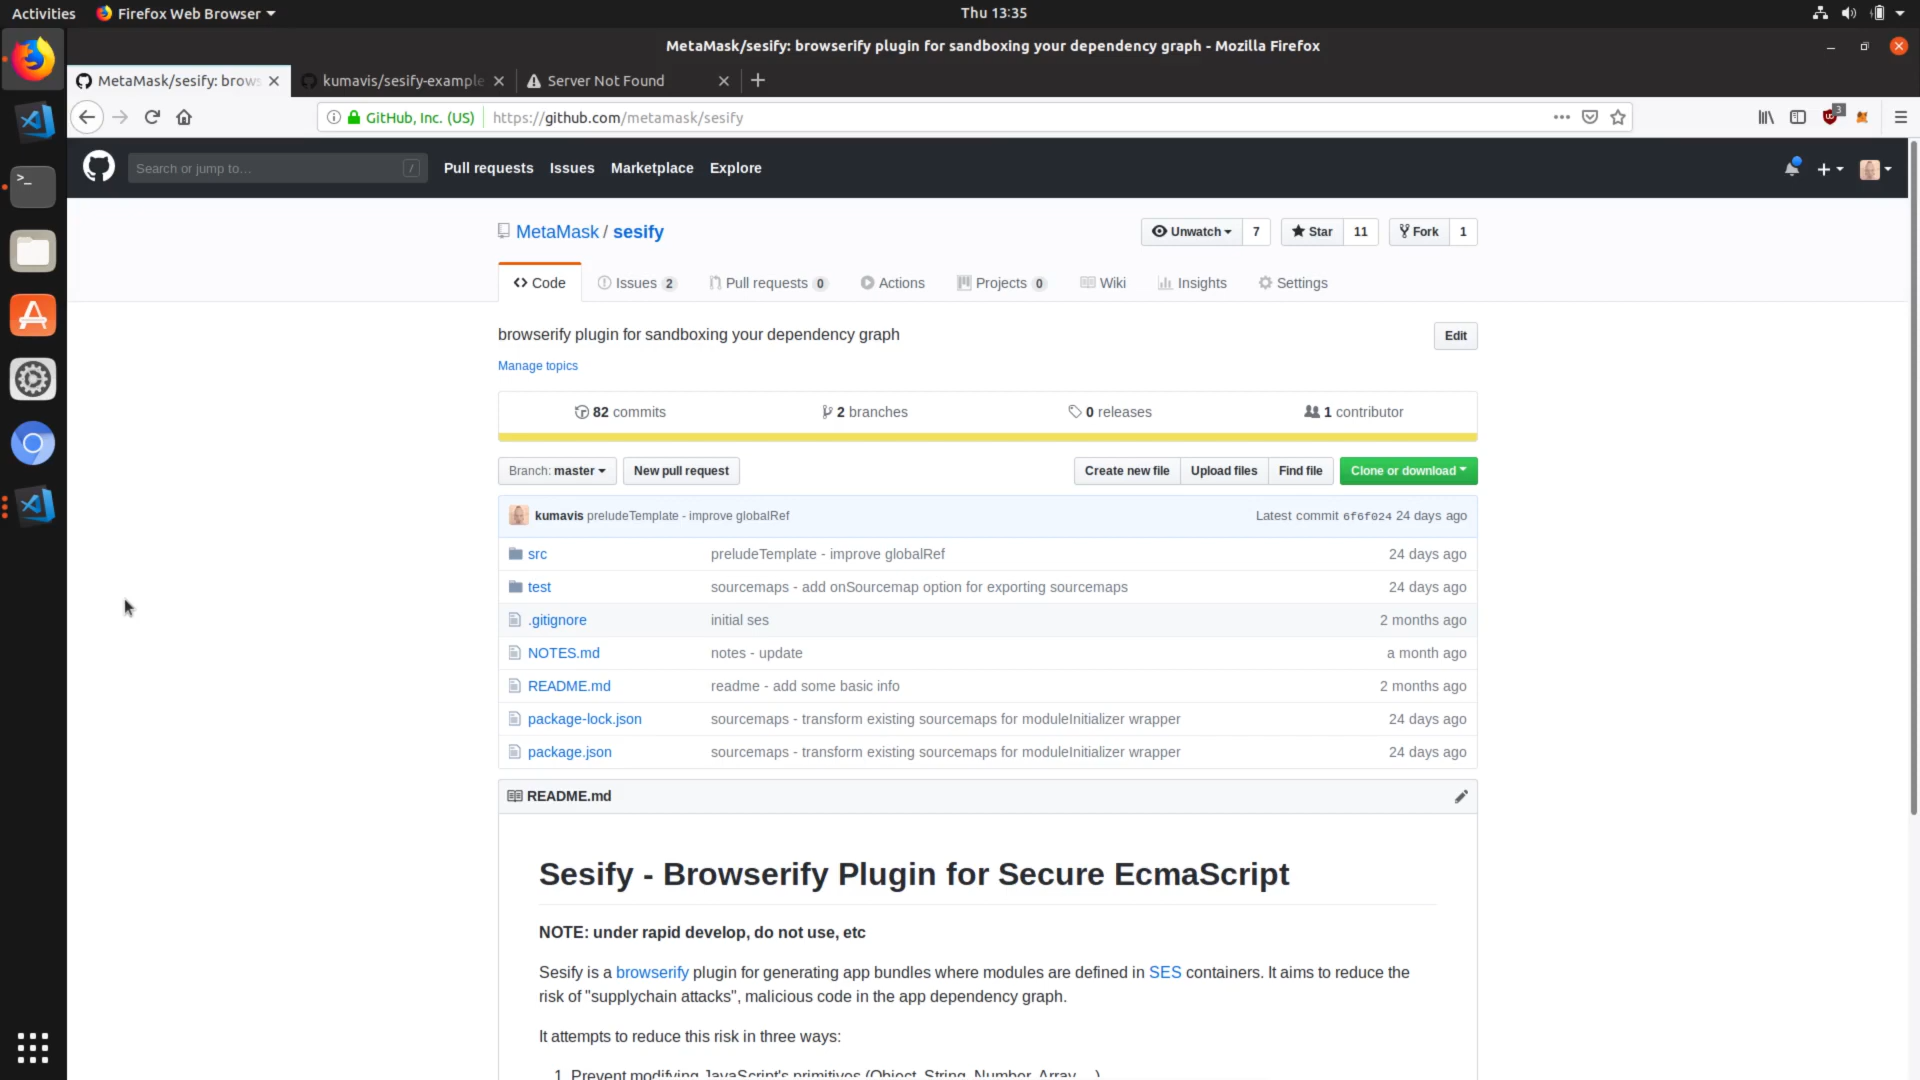 Activities Firefox Web Browser Thu 13:35
MetaMask/sesify: browserify plugin for sandboxing your dependency graph - Mozilla Firefox
MetaMask/sesify: brows kumavis/sesify-example Server Not Found
GitHub, Inc. (US) https://github.com/metamask/sesify 3
Search or jump to... / Pull requests Issues Marketplace Explore
MetaMask / sesify Unwatch 7 Star 11 Fork 1
Code Issues 2 Pull requests 0 Actions Projects 0 Wiki Insights Settings
browserify plugin for sandboxing your dependency graph Edit
Manage topics
82 commits 2 branches 0 releases 1 contributor
Branch: master New pull request Create new file Upload files Find file Clone or download
kumavis preludeTemplate - improve globalRef Latest commit 6f6f024 24 days ago
src preludeTemplate - improve globalRef 24 days ago
test sourcemaps - add onSourcemap option for exporting sourcemaps 24 days ago
.gitignore initial ses 2 months ago
NOTES.md notes - update a month ago
README.md readme - add some basic info 2 months ago
package-lock.json sourcemaps - transform existing sourcemaps for moduleInitializer wrapper 24 days ago
package.json sourcemaps - transform existing sourcemaps for moduleInitializer wrapper 24 days ago
README.md
Sesify - Browserify Plugin for Secure EcmaScript
NOTE: under rapid develop, do not use, etc
Sesify is a browserify plugin for generating app bundles where modules are defined in SES containers. It aims to reduce the
risk of "supplychain attacks", malicious code in the app dependency graph.
It attempts to reduce this risk in three ways:
1. Prevent modifying JavaScript's primitives (Object, String, Number, Array, ...)